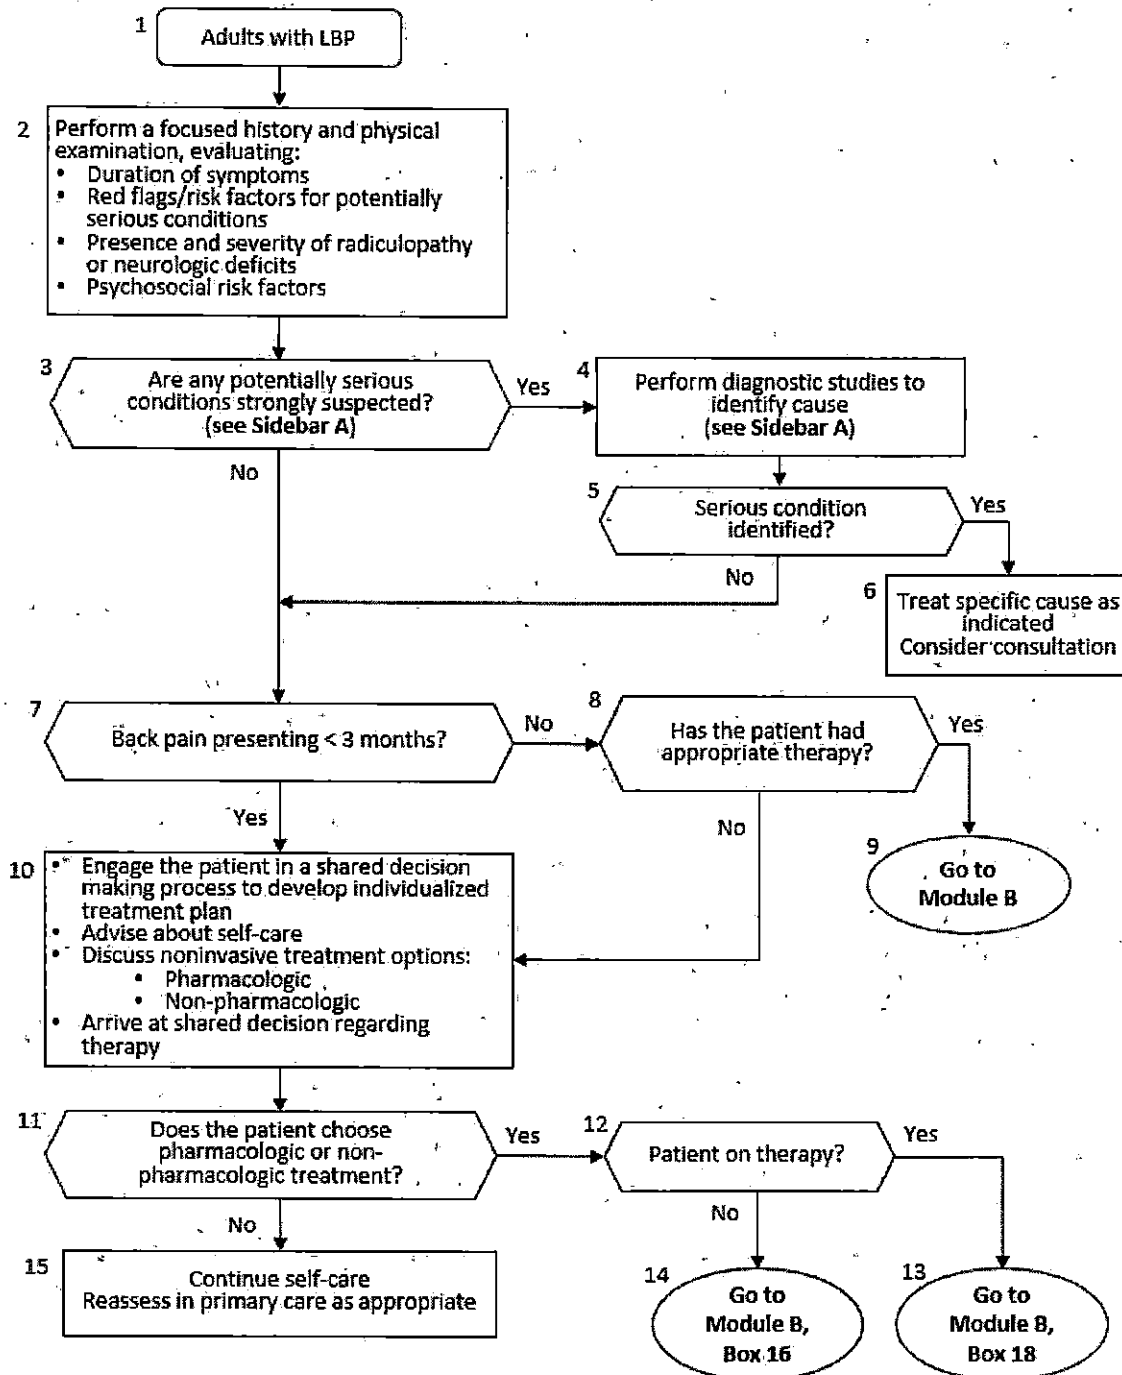 1
Adults with LBP
2
Perform a focused history and physical
examination, evaluating:
• Duration of symptoms
• Red flags/risk factors for potentially
serious conditions
• Presence and severity of radiculopathy
or neurologic deficits
• Psychosocial risk factors
3
Are any potentially serious
conditions strongly suspected?
(see Sidebar A)
Yes
No
4
Perform diagnostic studies to
identify cause
(see Sidebar A)
5
Serious condition
identified?
Yes
No
6
Treat specific cause as
indicated
Consider consultation
7
Back pain presenting < 3 months?
No
Yes
8
Has the patient had
appropriate therapy?
Yes
No
9
Go to
Module B
10
• Engage the patient in a shared decision
making process to develop individualized
treatment plan
• Advise about self-care
• Discuss noninvasive treatment options:
• Pharmacologic
• Non-pharmacologic
• Arrive at shared decision regarding
therapy
11
Does the patient choose
pharmacologic or non-
pharmacologic treatment?
Yes
No
12
Patient on therapy?
Yes
No
15
Continue self-care
Reassess in primary care as appropriate
14
Go to
Module B,
Box 16
13
Go to
Module B,
Box 18